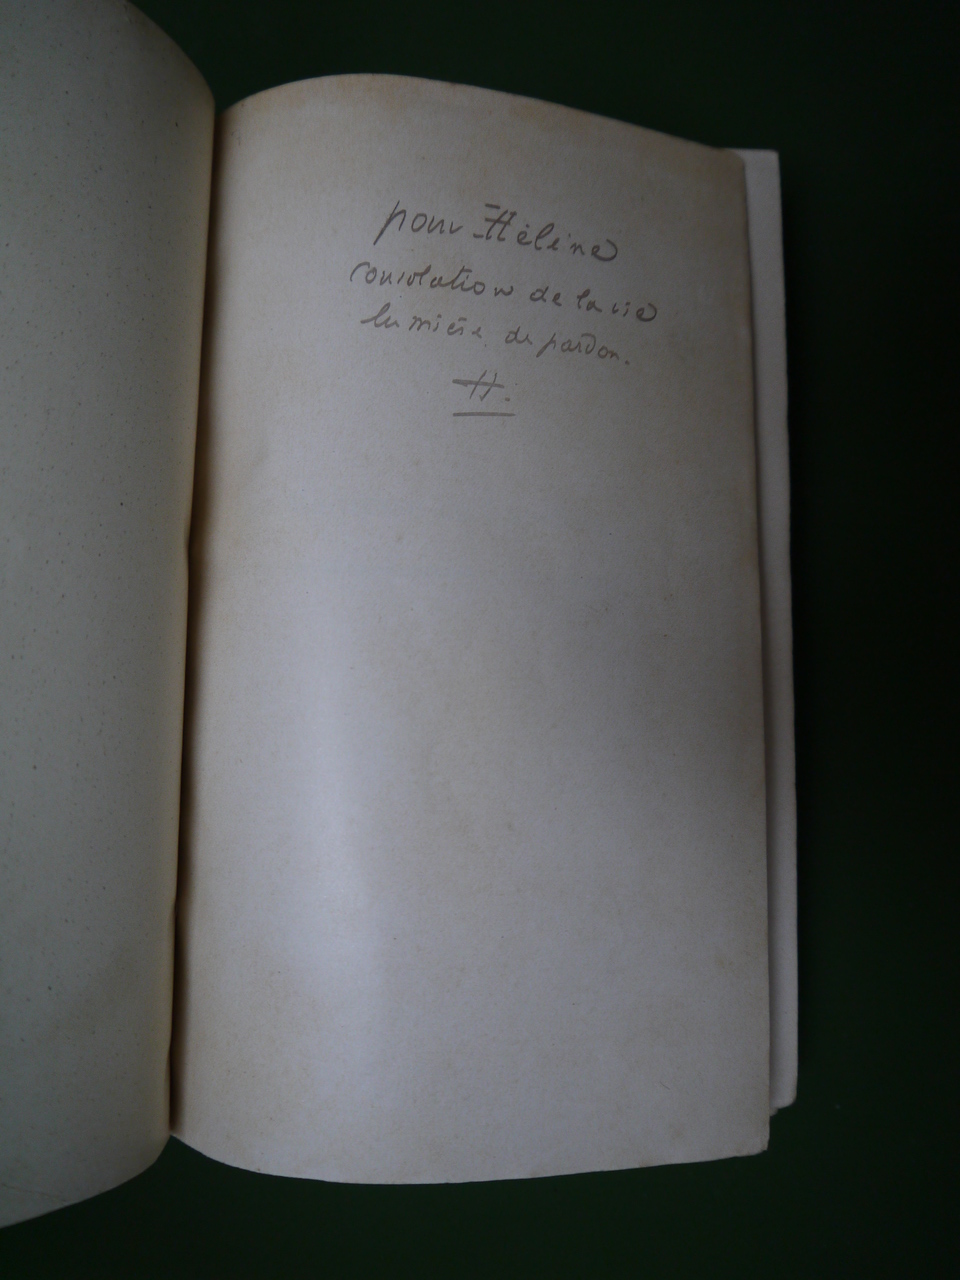 pour Hélène
consolation de la vie
lumière de pardon.
H.